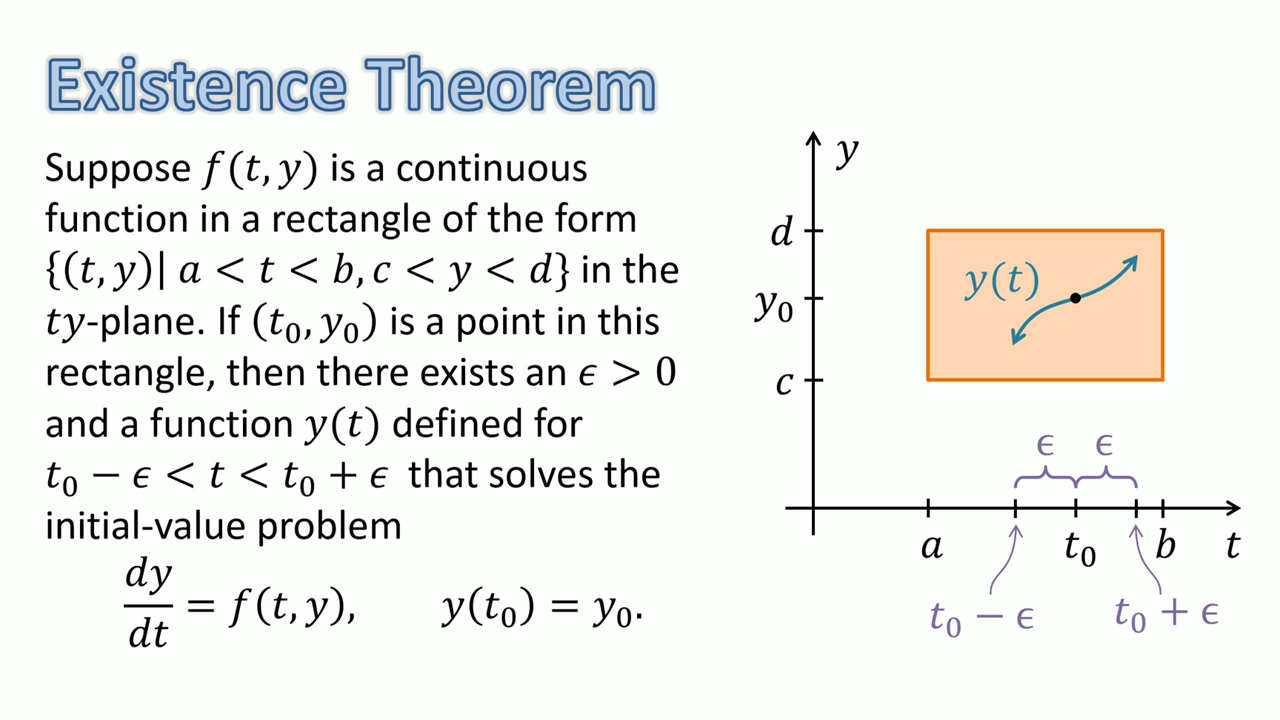 Existence Theorem
Suppose f(t, y) is a continuous
function in a rectangle of the form
{(t, y)| a < t < b, c < y < d} in the
ty-plane. If (t₀, y₀) is a point in this
rectangle, then there exists an ϵ > 0
and a function y(t) defined for
t₀ − ϵ < t < t₀ + ϵ that solves the
initial-value problem
dy/dt = f(t, y), y(t₀) = y₀.
y
d
y(t)
y₀
c
ϵ ϵ
a t₀ b t
t₀ − ϵ t₀ + ϵ